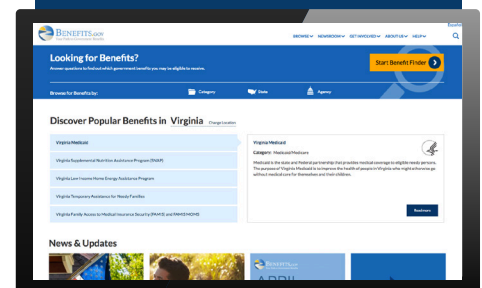 Español
BENEFITS.GOV
BROWSE NEWSROOM GET INVOLVED ABOUT US HELP
Looking for Benefits?
Answer questions to find out which government benefits you may be eligible to receive.
Start Benefit Finder
Browse for Benefits by: Category State Agency
Discover Popular Benefits in Virginia Change Location
Virginia Medicaid
Virginia Supplemental Nutrition Assistance Program (SNAP)
Virginia Low Income Home Energy Assistance Program
Virginia Temporary Assistance for Needy Families
Virginia Family Access to Medical Insurance Security (FAMIS) and FAMIS MOMS
Virginia Medicaid
Category: Medicaid/Medicare
Medicaid is the state and Federal partnership that provides medical coverage to eligible needy persons.
The purpose of Virginia Medicaid is to improve the health of people in Virginia who might otherwise go
without medical care for themselves and their children.
Read more
News & Updates
BENEFITS.GOV
APRIL